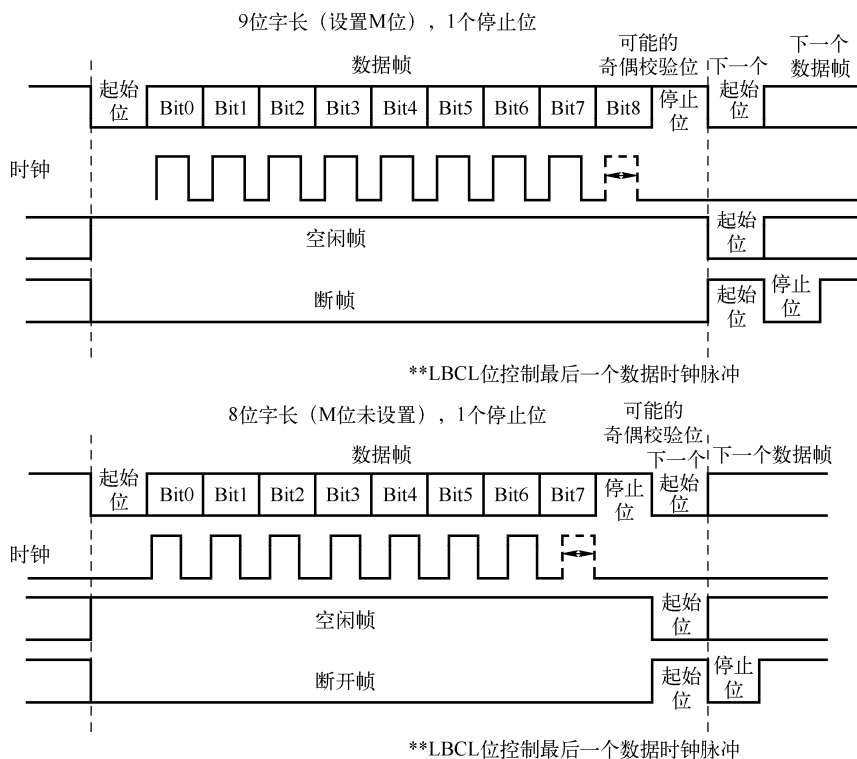 9位字长（设置M位），1个停止位
数据帧
可能的
奇偶校验位
下一个
下一个
数据帧
起始
位
Bit0
Bit1
Bit2
Bit3
Bit4
Bit5
Bit6
Bit7
Bit8
停止
位
起始
位
时钟
空闲帧
起始
位
断帧
起始
位
停止
位
**LBCL位控制最后一个数据时钟脉冲
8位字长（M位未设置），1个停止位
数据帧
可能的
奇偶校验位
下一个
下一个数据帧
起始
位
Bit0
Bit1
Bit2
Bit3
Bit4
Bit5
Bit6
Bit7
停止
位
起始
位
时钟
空闲帧
起始
位
断开帧
起始
位
停止
位
**LBCL位控制最后一个数据时钟脉冲